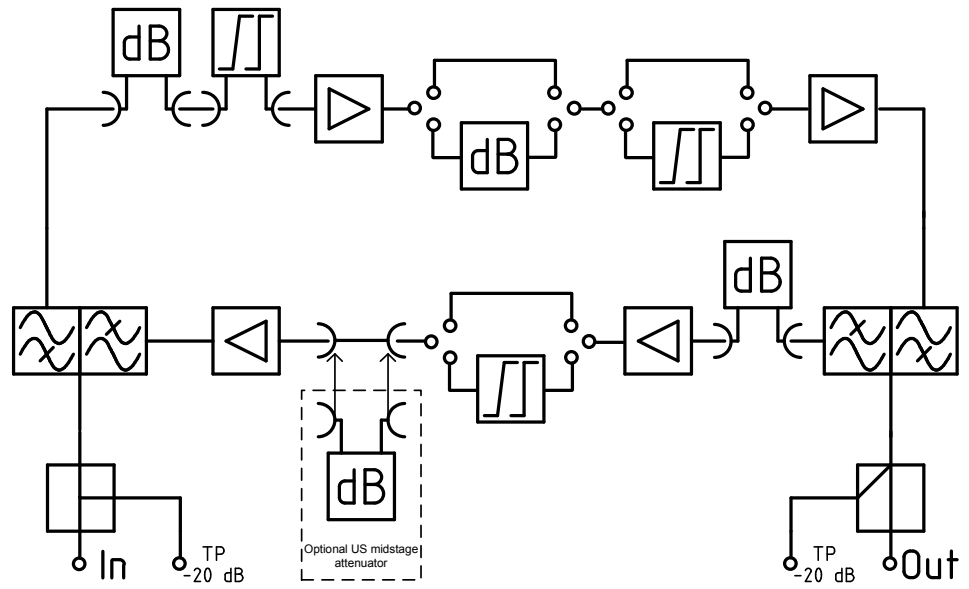 dB
dB
dB
dB
Optional US midstage
attenuator
In
TP
-20 dB
TP
-20 dB
Out